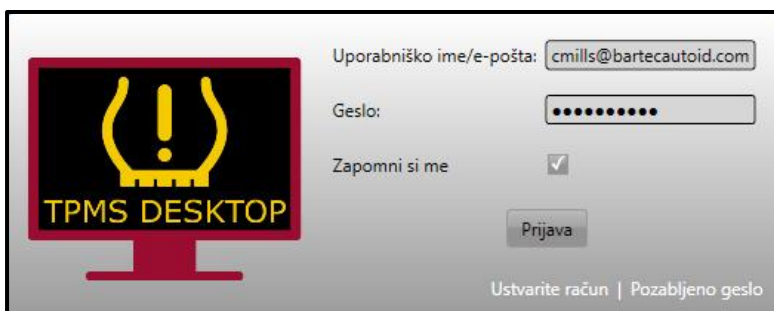 Uporabniško ime/e-pošta: cmills@bartecautoid.com
Geslo: ••••••••••
Zapomni si me
TPMS DESKTOP
Prijava
Ustvarite račun | Pozabljeno geslo